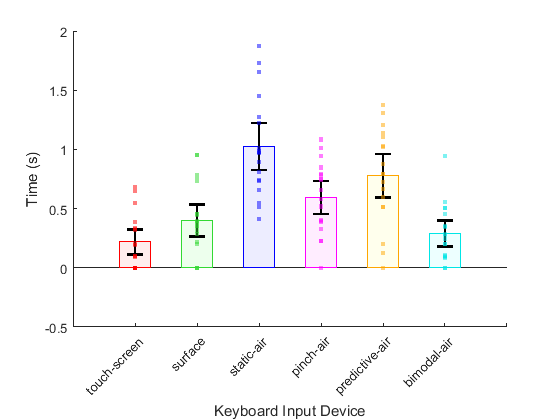 2
1.5
1
0.5
0
-0.5
Time (s)
touch-screen
surface
static-air
pinch-air
predictive-air
bimodal-air
Keyboard Input Device